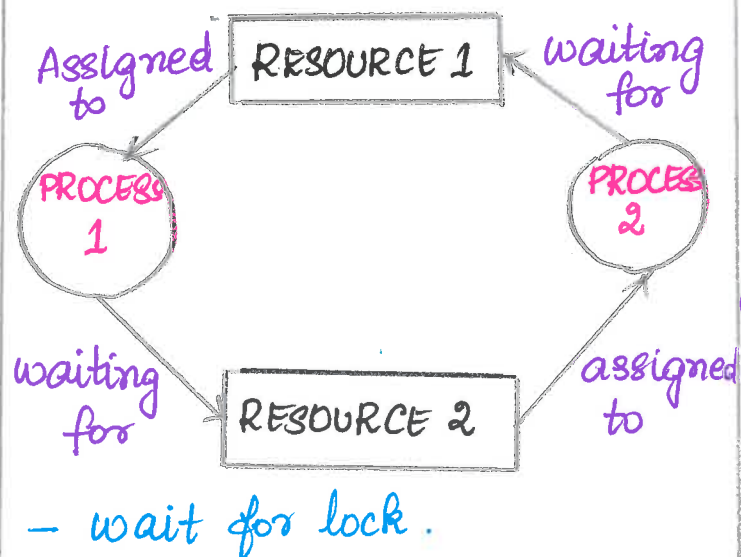 Assigned
to
RESOURCE 1
waiting
for
PROCESS
1
PROCESS
2
waiting
for
RESOURCE 2
assigned
to
- wait for lock.